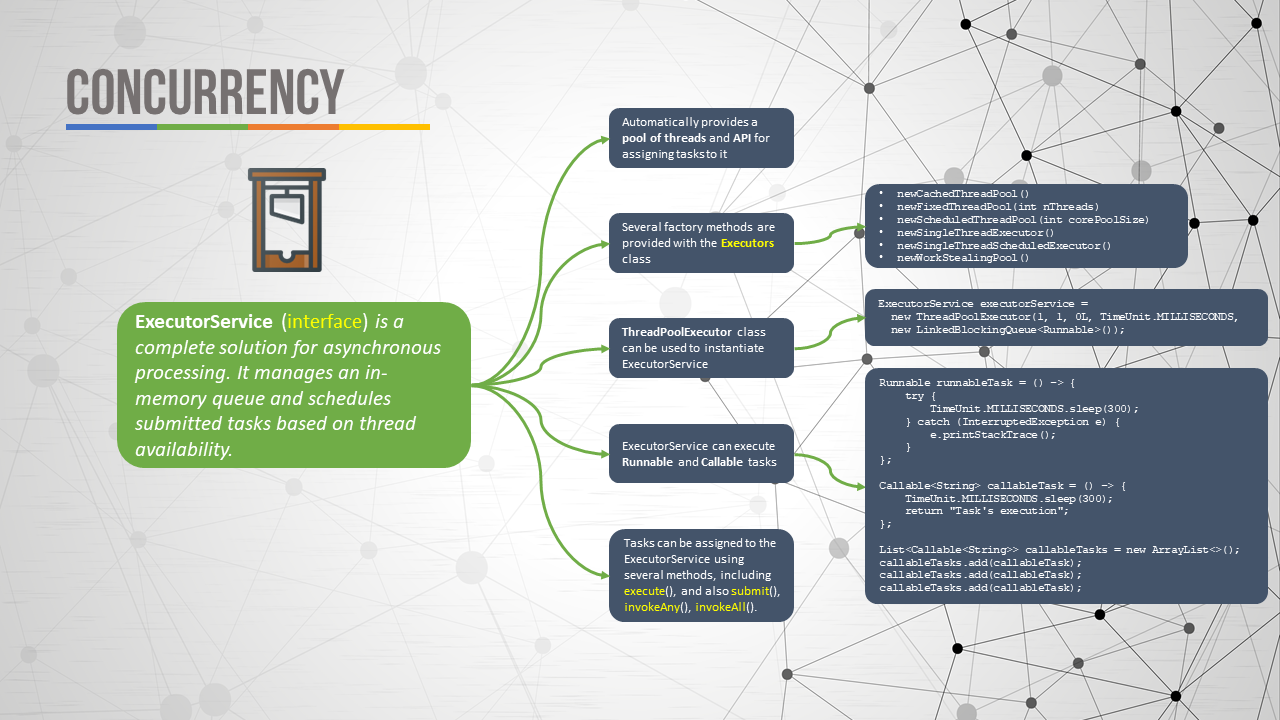 CONCURRENCY
ExecutorService (interface) is a
complete solution for asynchronous
processing. It manages an in-
memory queue and schedules
submitted tasks based on thread
availability.
Automatically provides a
pool of threads and API for
assigning tasks to it
Several factory methods are
provided with the Executors
class
• newCachedThreadPool()
• newFixedThreadPool(int nThreads)
• newScheduledThreadPool(int corePoolSize)
• newSingleThreadExecutor()
• newSingleThreadScheduledExecutor()
• newWorkStealingPool()
ThreadPoolExecutor class
can be used to instantiate
ExecutorService
ExecutorService executorService =
new ThreadPoolExecutor(1, 1, 0L, TimeUnit.MILLISECONDS,
new LinkedBlockingQueue<Runnable>());
ExecutorService can execute
Runnable and Callable tasks
Runnable runnableTask = () -> {
try {
TimeUnit.MILLISECONDS.sleep(300);
} catch (InterruptedException e) {
e.printStackTrace();
}
};
Callable<String> callableTask = () -> {
TimeUnit.MILLISECONDS.sleep(300);
return "Task's execution";
};
List<Callable<String>> callableTasks = new ArrayList<>();
callableTasks.add(callableTask);
callableTasks.add(callableTask);
callableTasks.add(callableTask);
Tasks can be assigned to the
ExecutorService using
several methods, including
execute(), and also submit(),
invokeAny(), invokeAll().